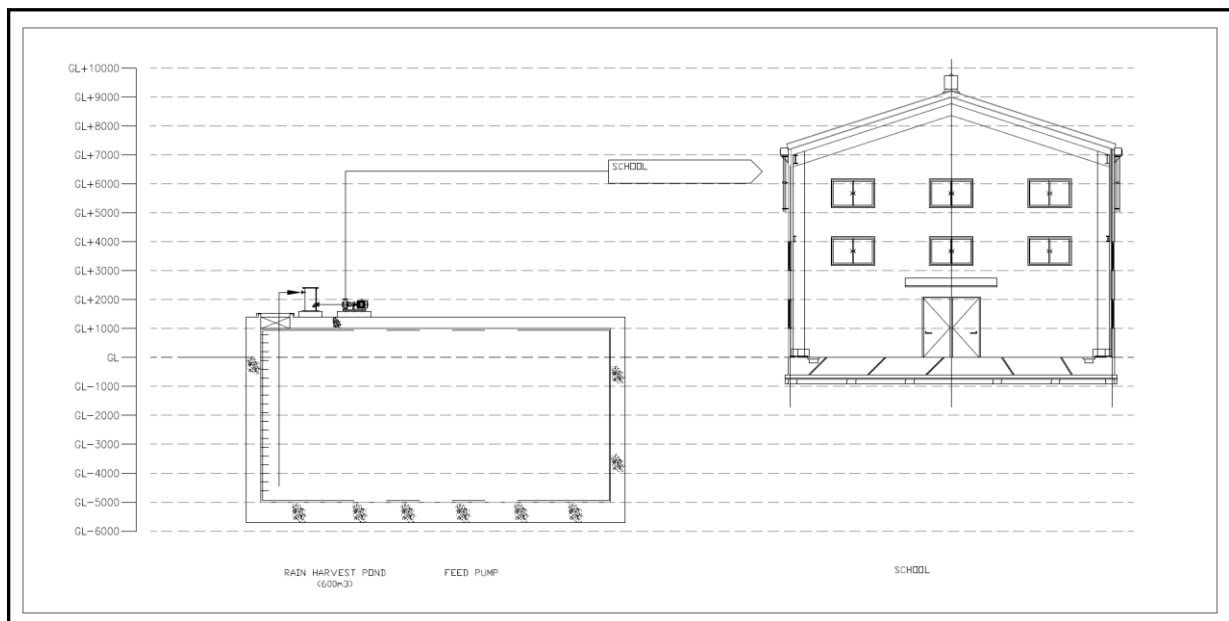 GL+10000
GL+9000
GL+8000
GL+7000
GL+6000
GL+5000
GL+4000
GL+3000
GL+2000
GL+1000
GL
GL-1000
GL-2000
GL-3000
GL-4000
GL-5000
GL-6000
SCHOOL
RAIN HARVEST POND
(600m3)
FEED PUMP
SCHOOL